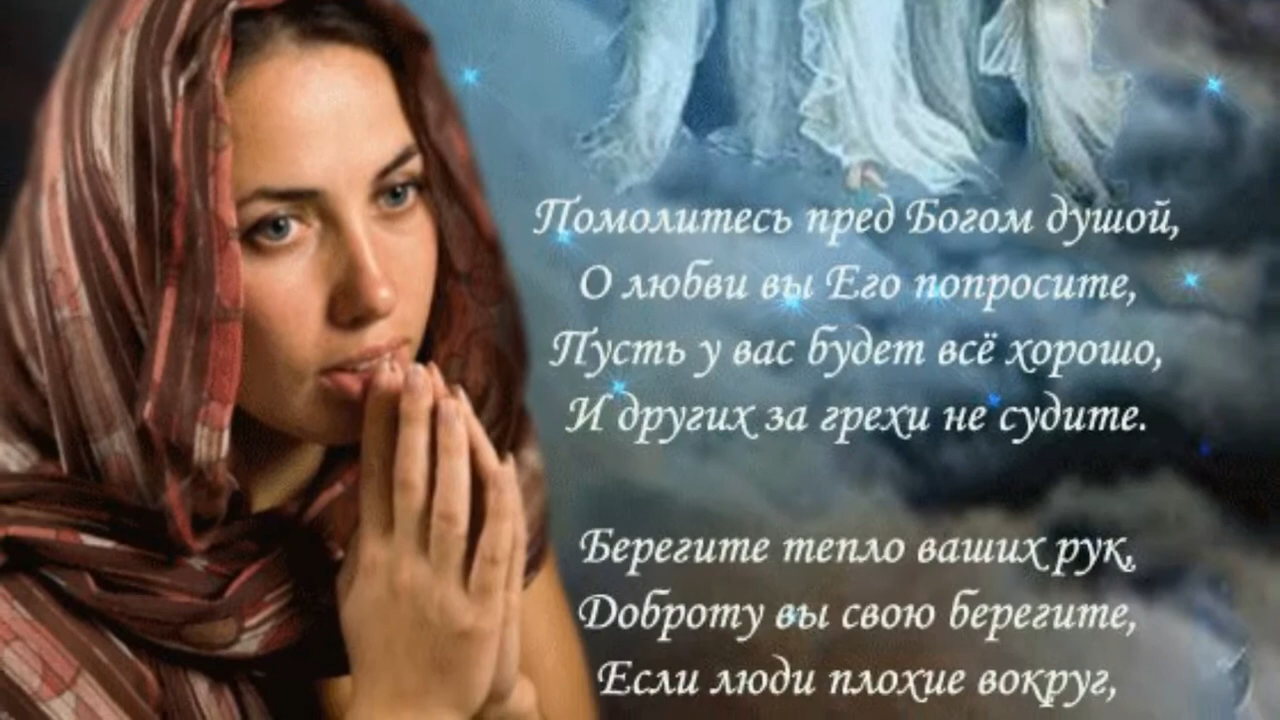 Помолитесь пред Богом душой,
О любви вы Его попросите,
Пусть у вас будет всё хорошо,
И других за грехи не судите.
Берегите тепло ваших рук,
Доброту вы свою берегите,
Если люди плохие вокруг,